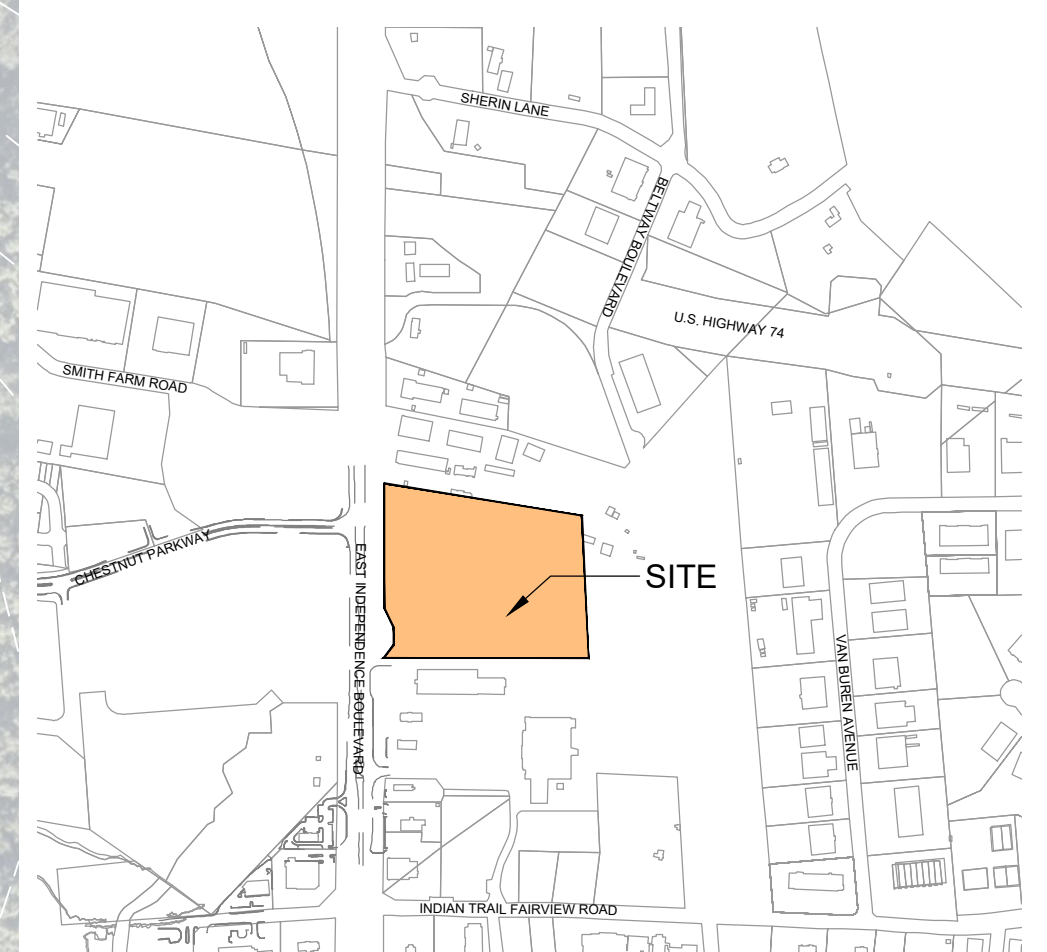 SHERIN LANE
BELTWAY BOULEVARD
U.S. HIGHWAY 74
SMITH FARM ROAD
CHESTNUT PARKWAY
EAST INDEPENDENCE BOULEVARD
SITE
VAN BUREN AVENUE
INDIAN TRAIL FAIRVIEW ROAD